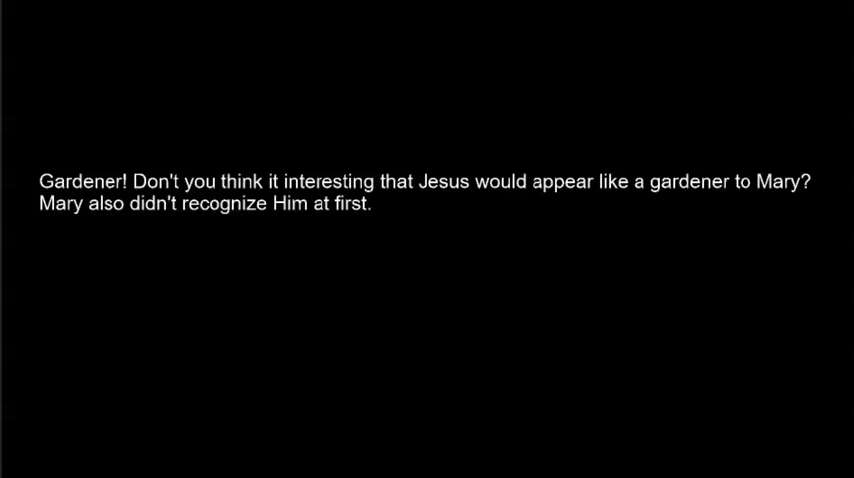 Gardener! Don't you think it interesting that Jesus would appear like a gardener to Mary?
Mary also didn't recognize Him at first.